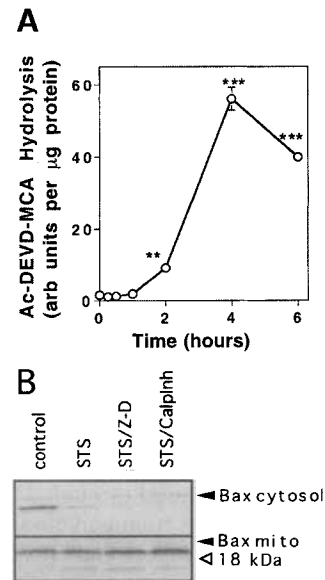 A
Ac-DEVD-MCA Hydrolysis
(arb units per µg protein)
60
40
20
0
***
***
**
0 2 4 6
Time (hours)
B
control
STS
STS/Z-D
STS/CalpInh
Bax cytosol
Bax mito
18 kDa